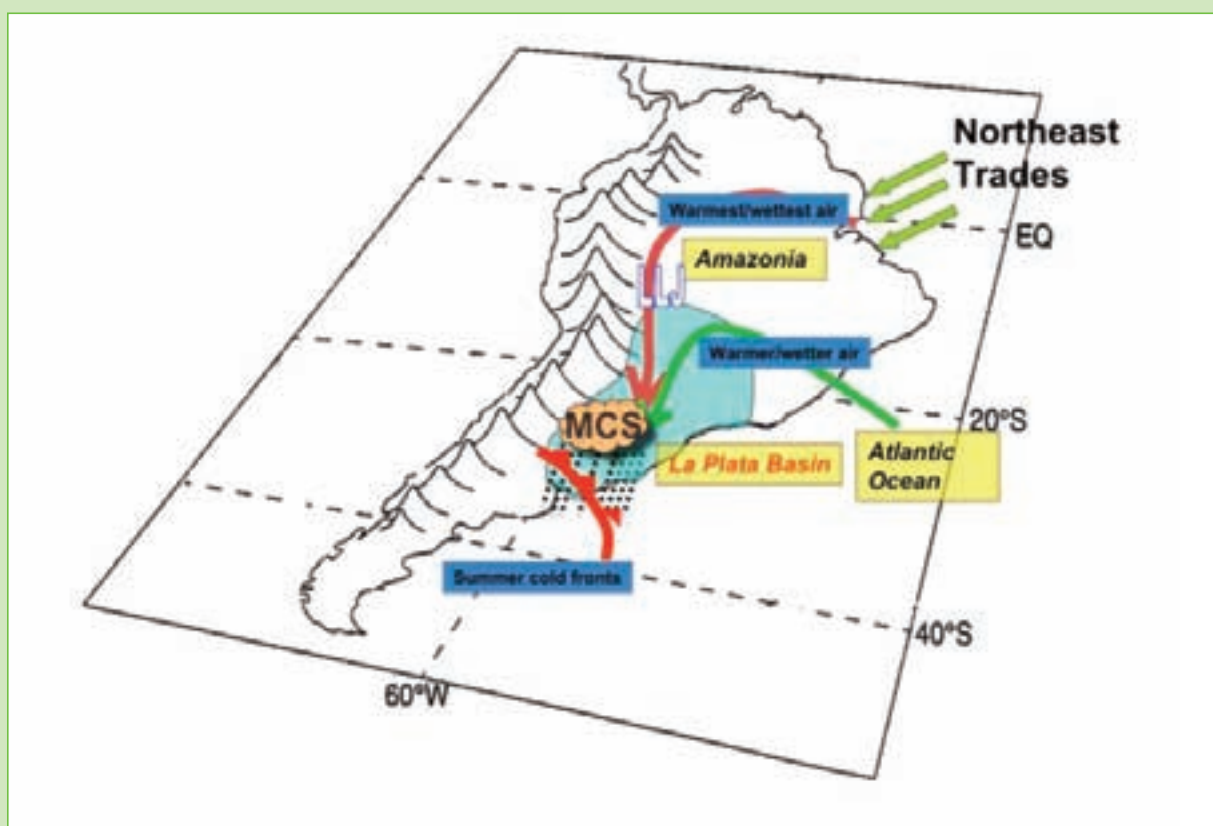 Northeast
Trades
Warmest/wettest air
EQ
Amazonia
LLJ
Warmer/wetter air
20°S
MCS
La Plata Basin
Atlantic
Ocean
Summer cold fronts
40°S
60°W